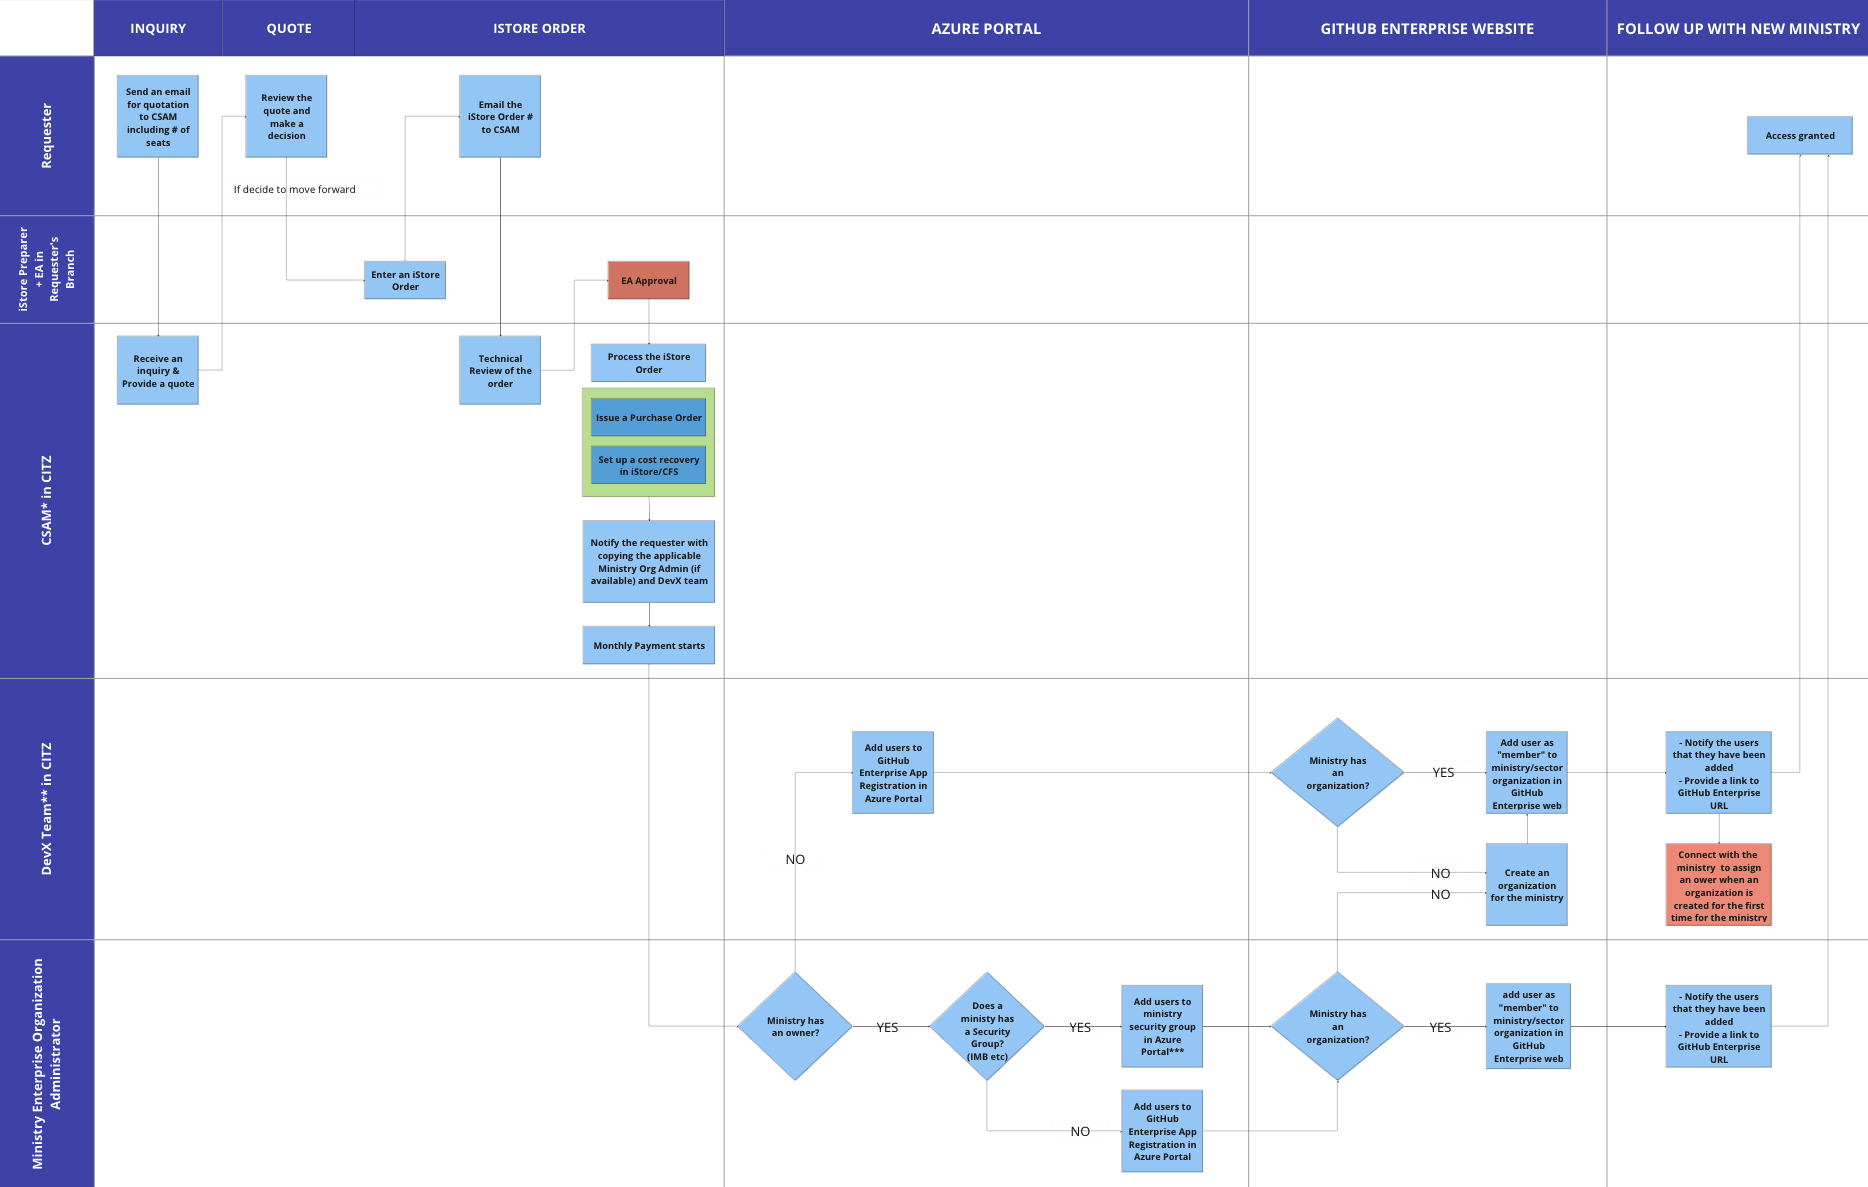 INQUIRY
QUOTE
ISTORE ORDER
AZURE PORTAL
GITHUB ENTERPRISE WEBSITE
FOLLOW UP WITH NEW MINISTRY
Requester
Send an email
for quotation
to CSAM
including # of
seats
Review the
quote and
make a
decision
Email the
iStore Order #
to CSAM
Access granted
If decide to move forward
iStore Preparer
+ EA in
Requester's
Branch
Enter an iStore
Order
EA Approval
CSAM* in CITZ
Receive an
inquiry &
Provide a quote
Technical
Review of the
order
Process the iStore
Order
Issue a Purchase Order
Set up a cost recovery
in iStore/CFS
Notify the requester with
copying the applicable
Ministry Org Admin (if
available) and DevX team
Monthly Payment starts
DevX Team** in CITZ
Add users to
GitHub
Enterprise App
Registration in
Azure Portal
Ministry has
an
organization?
YES
Add user as
"member" to
ministry/sector
organization in
GitHub
Enterprise web
- Notify the users
that they have been
added
- Provide a link to
GitHub Enterprise
URL
NO
NO
NO
Create an
organization
for the ministry
Connect with the
ministry to assign
an ower when an
organization is
created for the first
time for the ministry
Ministry Enterprise Organization
Administrator
Ministry has
an owner?
YES
Does a
ministy has
a Security
Group?
(IMB etc)
YES
Add users to
ministry
security group
in Azure
Portal***
Ministry has
an
organization?
YES
add user as
"member" to
ministry/sector
organization in
GitHub
Enterprise web
- Notify the users
that they have been
added
- Provide a link to
GitHub Enterprise
URL
NO
Add users to
GitHub
Enterprise App
Registration in
Azure Portal